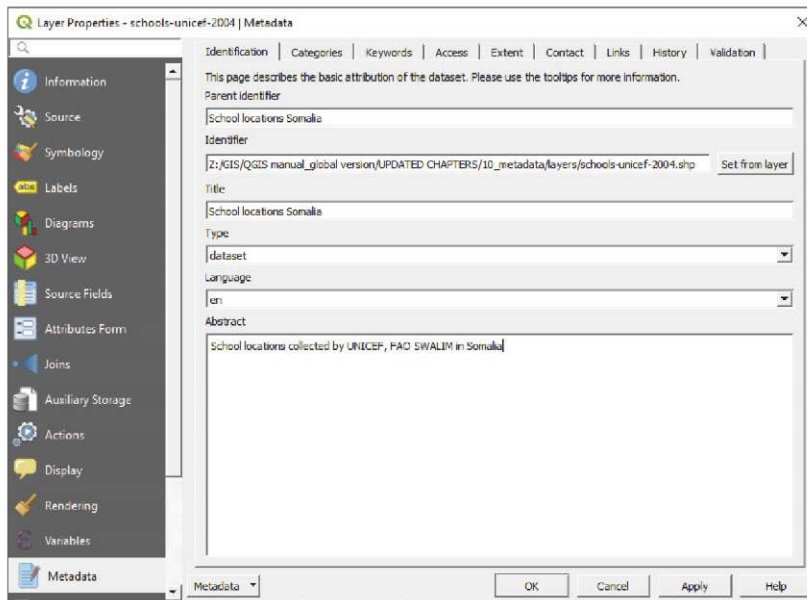 Layer Properties - schools-unicef-2004 | Metadata
Information
Source
Symbology
abc Labels
Diagrams
3D View
Source Fields
Attributes Form
Joins
Auxiliary Storage
Actions
Display
Rendering
Variables
Metadata
Identification Categories Keywords Access Extent Contact Links History Validation
This page describes the basic attribution of the dataset. Please use the tooltips for more information.
Parent identifier
School locations Somalia
Identifier
Z:/GIS/QGIS manual_global version/UPDATED CHAPTERS/10_metadata/layers/schools-unicef-2004.shp Set from layer
Title
School locations Somalia
Type
dataset
Language
en
Abstract
School locations collected by UNICEF, FAO SWALIM in Somalia
Metadata OK Cancel Apply Help